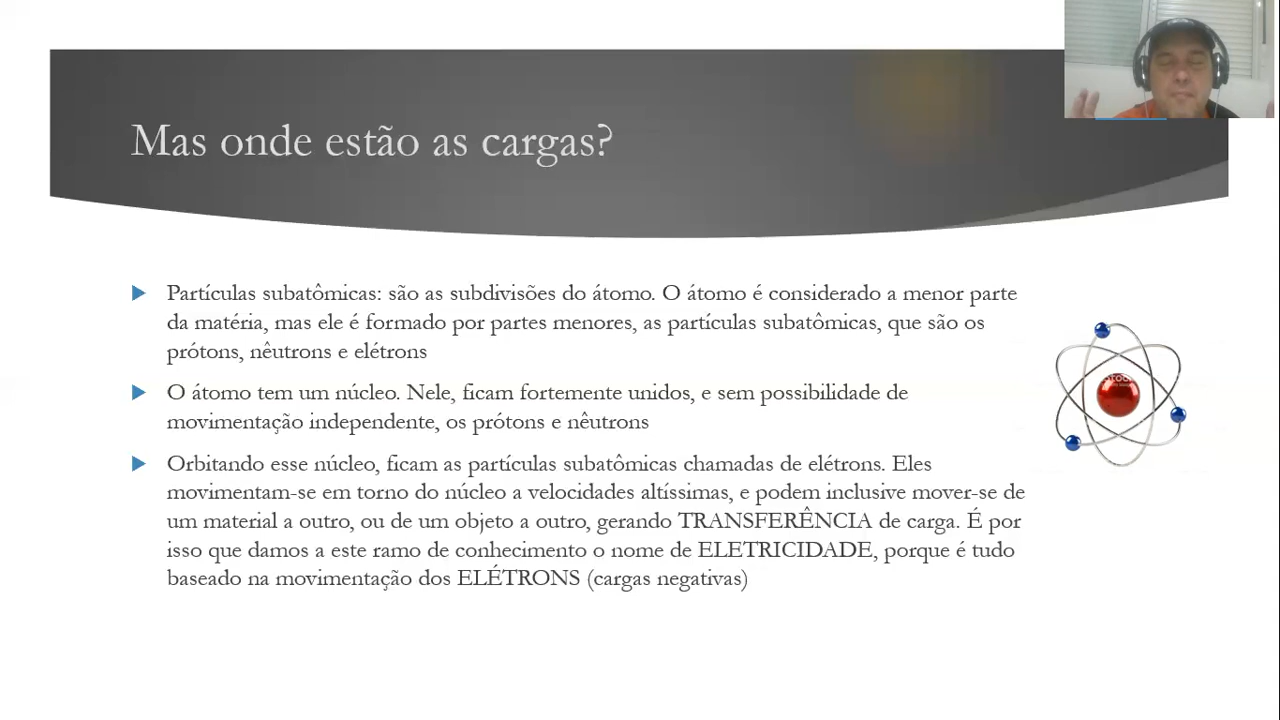 Mas onde estão as cargas?
Partículas subatômicas: são as subdivisões do átomo. O átomo é considerado a menor parte
da matéria, mas ele é formado por partes menores, as partículas subatômicas, que são os
prótons, nêutrons e elétrons
O átomo tem um núcleo. Nele, ficam fortemente unidos, e sem possibilidade de
movimentação independente, os prótons e nêutrons
Orbitando esse núcleo, ficam as partículas subatômicas chamadas de elétrons. Eles
movimentam-se em torno do núcleo a velocidades altíssimas, e podem inclusive mover-se de
um material a outro, ou de um objeto a outro, gerando TRANSFERÊNCIA de carga. É por
isso que damos a este ramo de conhecimento o nome de ELETRICIDADE, porque é tudo
baseado na movimentação dos ELÉTRONS (cargas negativas)